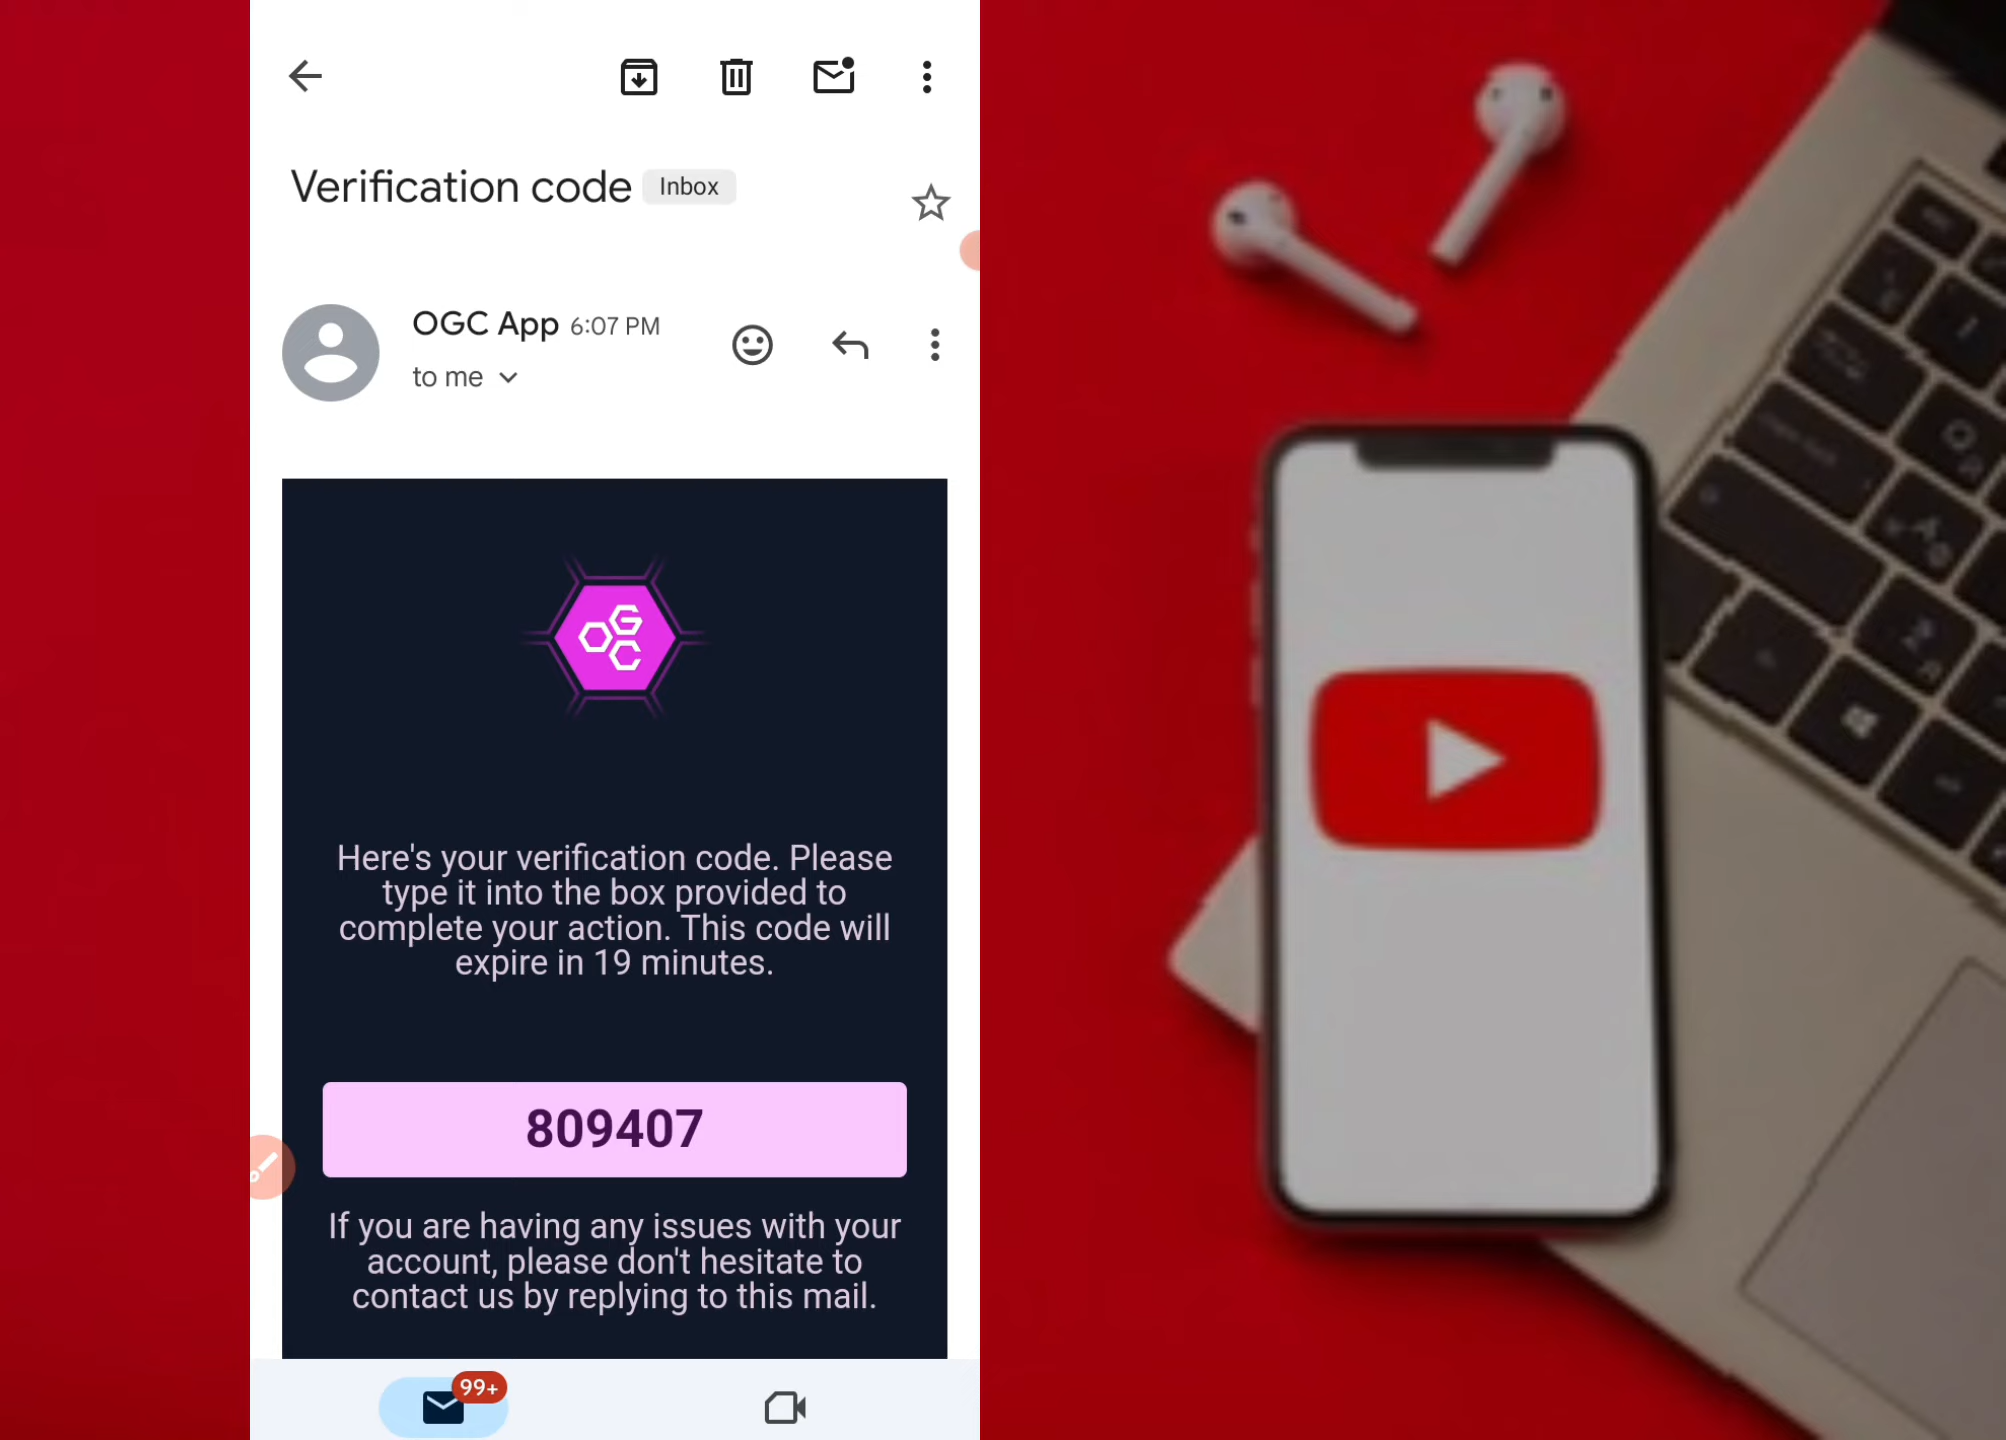 Verification code Inbox
OGC App 6:07 PM
to me
OGC
Here's your verification code. Please
type it into the box provided to
complete your action. This code will
expire in 19 minutes.
809407
If you are having any issues with your
account, please don't hesitate to
contact us by replying to this mail.
99+